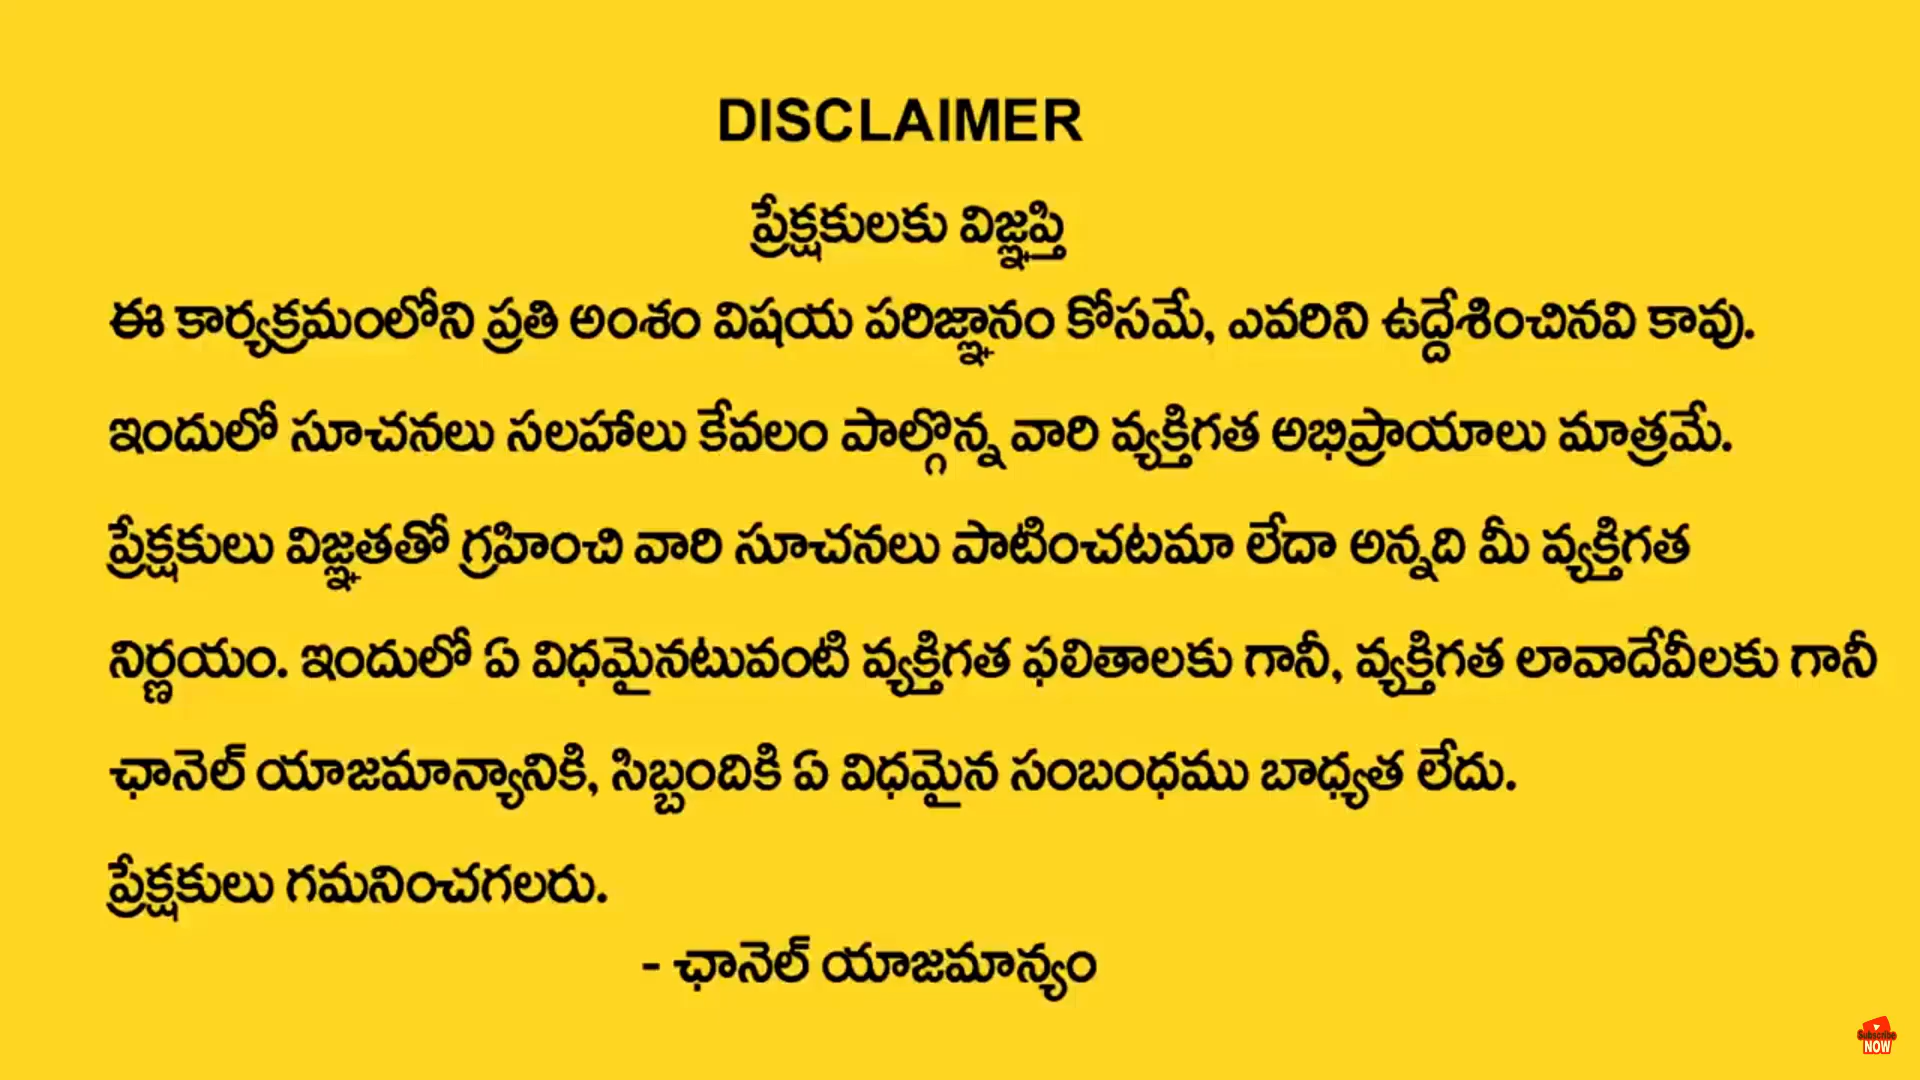 DISCLAIMER
ప్రేక్షకులకు విజ్ఞప్తి
ఈ కార్యక్రమంలోని ప్రతి అంశం విషయ పరిజ్ఞానం కోసమే, ఎవరిని ఉద్దేశించినవి కావు.
ఇందులో సూచనలు సలహాలు కేవలం పాల్గొన్న వారి వ్యక్తిగత అభిప్రాయాలు మాత్రమే.
ప్రేక్షకులు విజ్ఞతతో గ్రహించి వారి సూచనలు పాటించటమా లేదా అన్నది మీ వ్యక్తిగత
నిర్ణయం. ఇందులో ఏ విధమైనటువంటి వ్యక్తిగత ఫలితాలకు గానీ, వ్యక్తిగత లావాదేవీలకు గానీ
ఛానెల్ యాజమాన్యానికి, సిబ్బందికి ఏ విధమైన సంబంధము బాధ్యత లేదు.
ప్రేక్షకులు గమనించగలరు.
- ఛానెల్ యాజమాన్యం
Subscribe
NOW